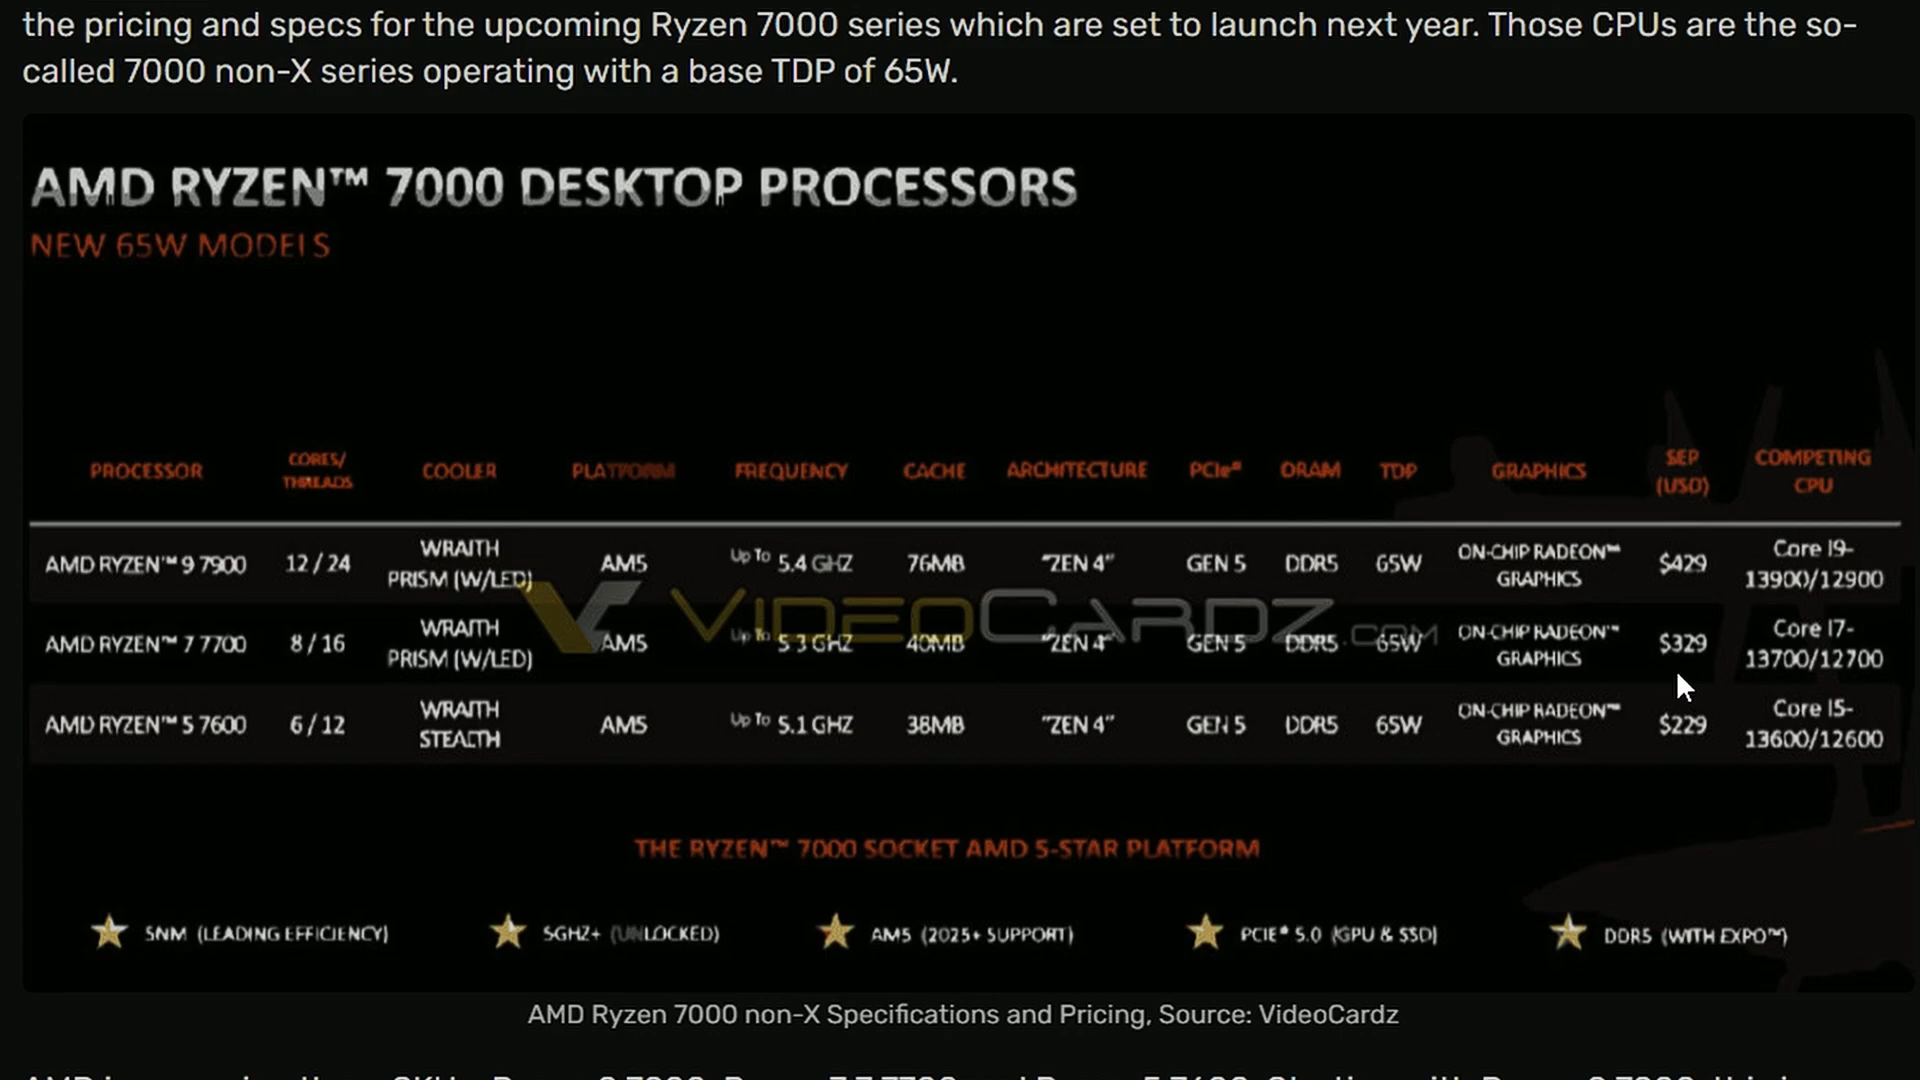 the pricing and specs for the upcoming Ryzen 7000 series which are set to launch next year. Those CPUs are the so-
called 7000 non-X series operating with a base TDP of 65W.
AMD RYZEN™ 7000 DESKTOP PROCESSORS
NEW 65W MODELS
PROCESSOR CORES/ THREADS COOLER PLATFORM FREQUENCY CACHE ARCHITECTURE PCIe® DRAM TDP GRAPHICS SEP (USD) COMPETING CPU
AMD RYZEN™ 9 7900 12 / 24 WRAITH PRISM (W/LED) AM5 Up To 5.4 GHZ 76MB "ZEN 4" GEN 5 DDR5 65W ON-CHIP RADEON™ GRAPHICS $429 Core I9-13900/12900
AMD RYZEN™ 7 7700 8 / 16 WRAITH PRISM (W/LED) AM5 Up To 5.3 GHZ 40MB "ZEN 4" GEN 5 DDR5 65W ON-CHIP RADEON™ GRAPHICS $329 Core I7-13700/12700
AMD RYZEN™ 5 7600 6 / 12 WRAITH STEALTH AM5 Up To 5.1 GHZ 38MB "ZEN 4" GEN 5 DDR5 65W ON-CHIP RADEON™ GRAPHICS $229 Core I5-13600/12600
VIDEOCARDZ.COM
THE RYZEN™ 7000 SOCKET AMD 5-STAR PLATFORM
5NM (LEADING EFFICIENCY) 5GHZ+ (UNLOCKED) AM5 (2025+ SUPPORT) PCIE® 5.0 (GPU & SSD) DDR5 (WITH EXPO™)
AMD Ryzen 7000 non-X Specifications and Pricing, Source: VideoCardz